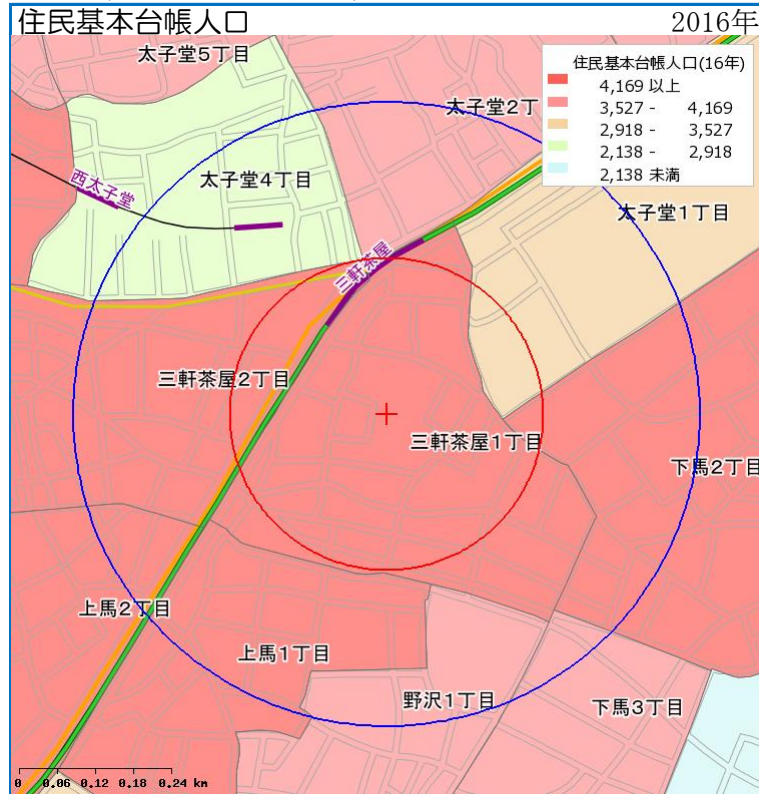 住民基本台帳人口
2016年
住民基本台帳人口(16年)
4,169 以上
3,527 - 4,169
2,918 - 3,527
2,138 - 2,918
2,138 未満
太子堂5丁目
太子堂2丁
太子堂4丁目
西太子堂
太子堂1丁目
三軒茶屋
三軒茶屋2丁目
三軒茶屋1丁目
下馬2丁目
上馬2丁目
上馬1丁目
野沢1丁目
下馬3丁目
0 0.06 0.12 0.18 0.24 km